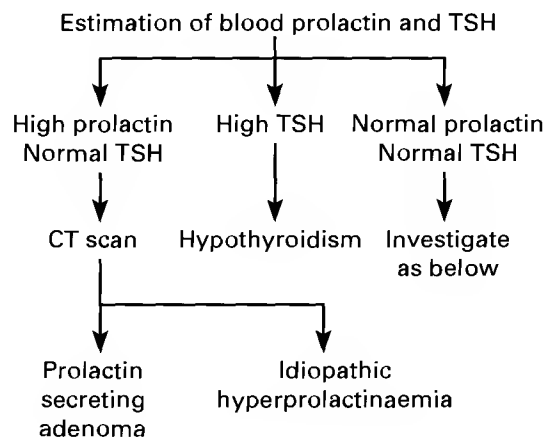 Estimation of blood prolactin and TSH
High prolactin
Normal TSH
High TSH
Normal prolactin
Normal TSH
CT scan
Hypothyroidism
Investigate
as below
Prolactin
secreting
adenoma
Idiopathic
hyperprolactinaemia